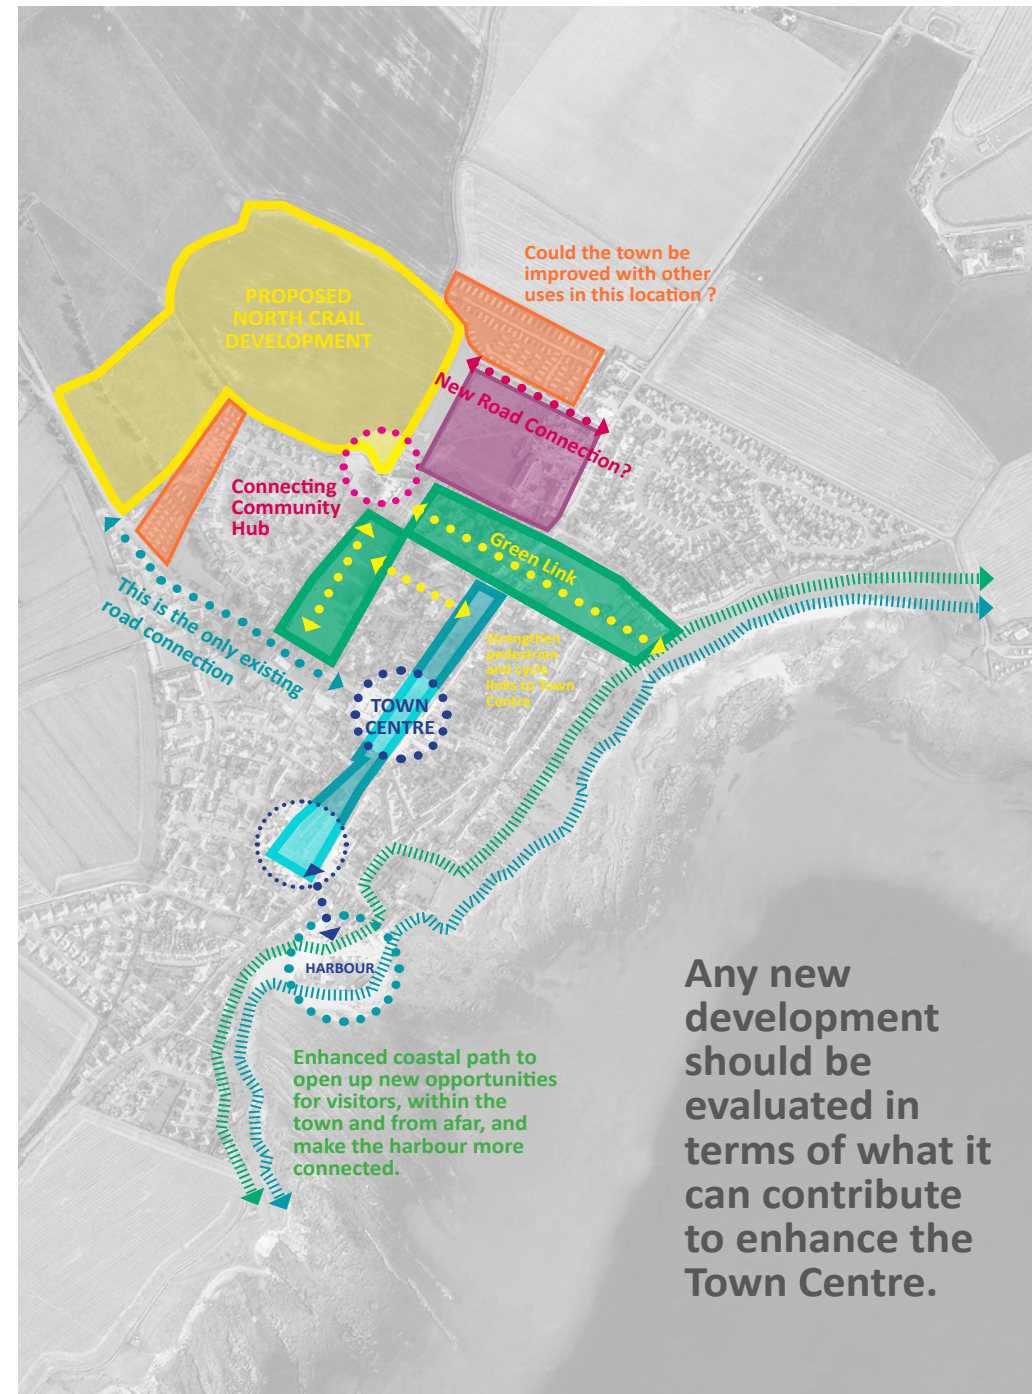 Could the town be
improved with other
uses in this location ?
PROPOSED
NORTH CRAIL
DEVELOPMENT
New Road Connection?
Connecting
Community
Hub
Green Link
This is the only existing
road connection
Strengthen
pedestrian
and cycle
links to Town
Centre
TOWN
CENTRE
HARBOUR
Enhanced coastal path to
open up new opportunities
for visitors, within the
town and from afar, and
make the harbour more
connected.
Any new
development
should be
evaluated in
terms of what it
can contribute
to enhance the
Town Centre.